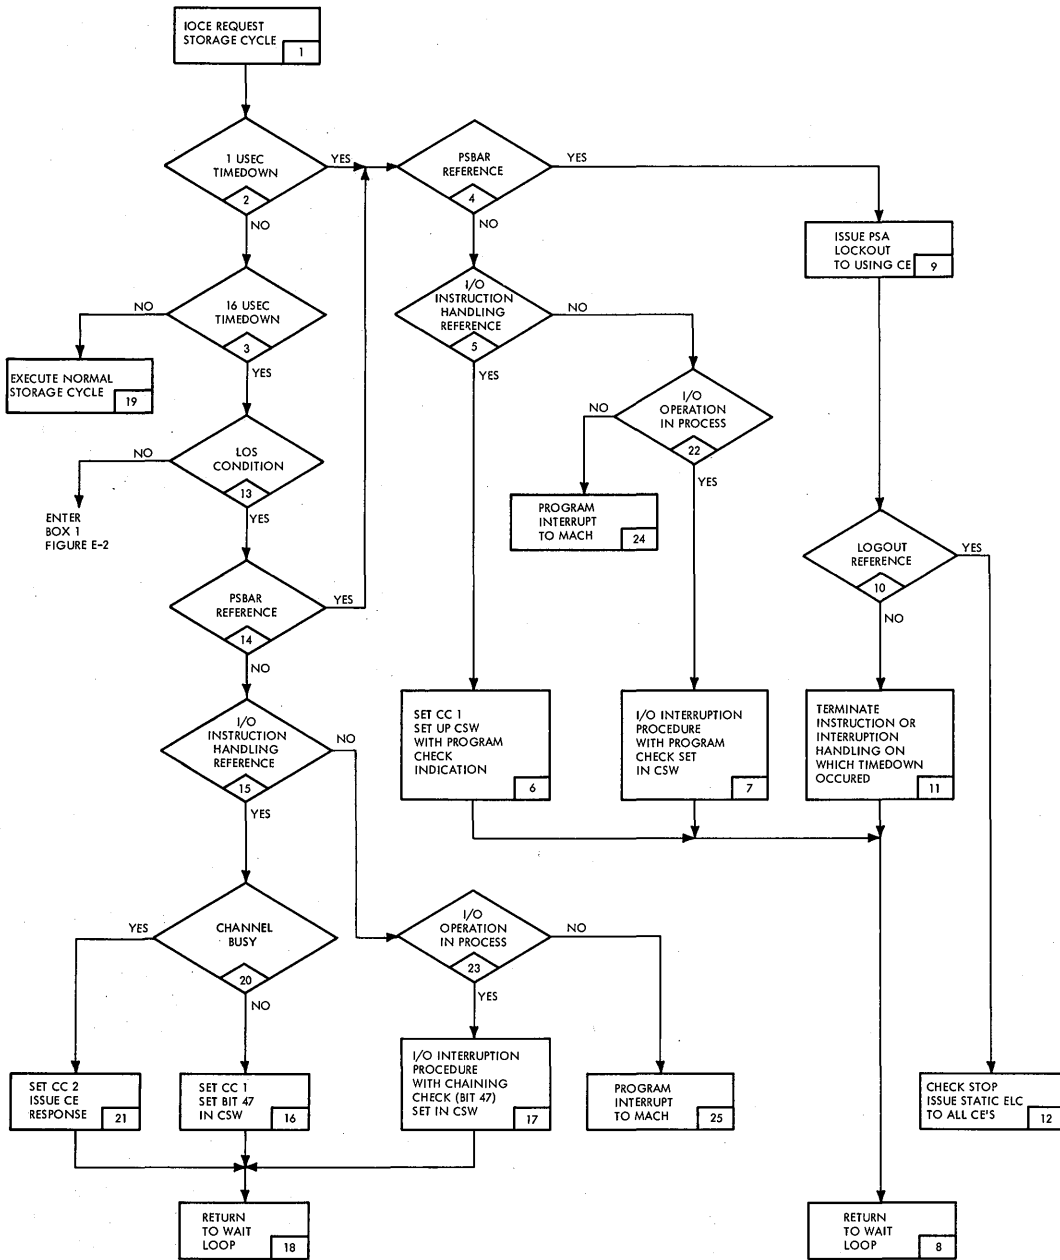 IOCE REQUEST
STORAGE CYCLE
1
1 USEC
TIMEDOWN
2
YES
NO
PSBAR
REFERENCE
4
YES
NO
ISSUE PSA
LOCKOUT
TO USING CE
9
16 USEC
TIMEDOWN
3
NO
YES
I/O
INSTRUCTION
HANDLING
REFERENCE
5
NO
YES
EXECUTE NORMAL
STORAGE CYCLE
19
I/O
OPERATION
IN PROCESS
22
NO
YES
LOS
CONDITION
13
NO
YES
ENTER
BOX 1
FIGURE E-2
PROGRAM
INTERRUPT
TO MACH
24
LOGOUT
REFERENCE
10
YES
NO
PSBAR
REFERENCE
14
YES
NO
I/O
INSTRUCTION
HANDLING
REFERENCE
15
NO
YES
SET CC 1
SET UP CSW
WITH PROGRAM
CHECK
INDICATION
6
I/O INTERRUPTION
PROCEDURE
WITH PROGRAM
CHECK SET
IN CSW
7
TERMINATE
INSTRUCTION OR
INTERRUPTION
HANDLING ON
WHICH TIMEDOWN
OCCURED
11
CHANNEL
BUSY
20
YES
NO
I/O
OPERATION
IN PROCESS
23
NO
YES
SET CC 2
ISSUE CE
RESPONSE
21
SET CC 1
SET BIT 47
IN CSW
16
I/O INTERRUPTION
PROCEDURE
WITH CHAINING
CHECK (BIT 47)
SET IN CSW
17
PROGRAM
INTERRUPT
TO MACH
25
CHECK STOP
ISSUE STATIC ELC
TO ALL CE'S
12
RETURN
TO WAIT
LOOP
18
RETURN
TO WAIT
LOOP
8